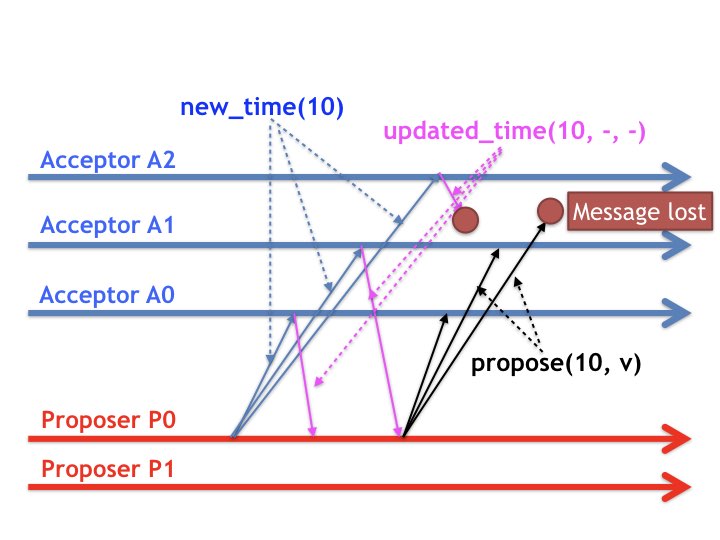 new_time(10)
updated_time(10, -, -)
Acceptor A2
Message lost
Acceptor A1
Acceptor A0
propose(10, v)
Proposer P0
Proposer P1